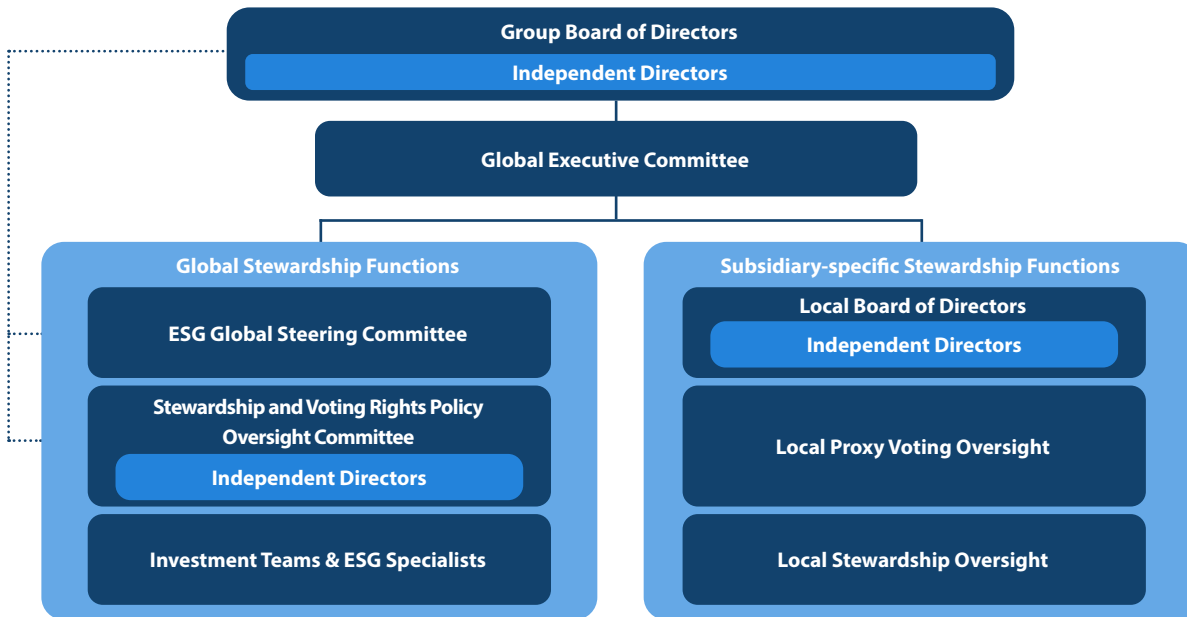 Group Board of Directors
Independent Directors
Global Executive Committee
Global Stewardship Functions
ESG Global Steering Committee
Stewardship and Voting Rights Policy
Oversight Committee
Independent Directors
Investment Teams & ESG Specialists
Subsidiary-specific Stewardship Functions
Local Board of Directors
Independent Directors
Local Proxy Voting Oversight
Local Stewardship Oversight